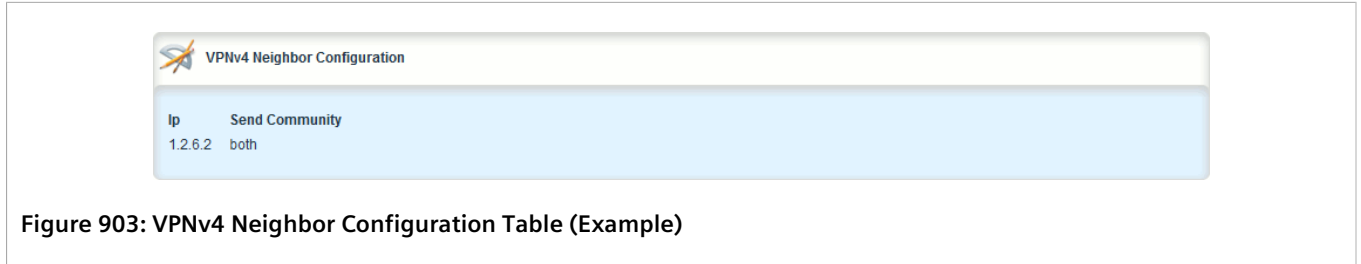 VPNv4 Neighbor Configuration
Ip Send Community
1.2.6.2 both
Figure 903: VPNv4 Neighbor Configuration Table (Example)